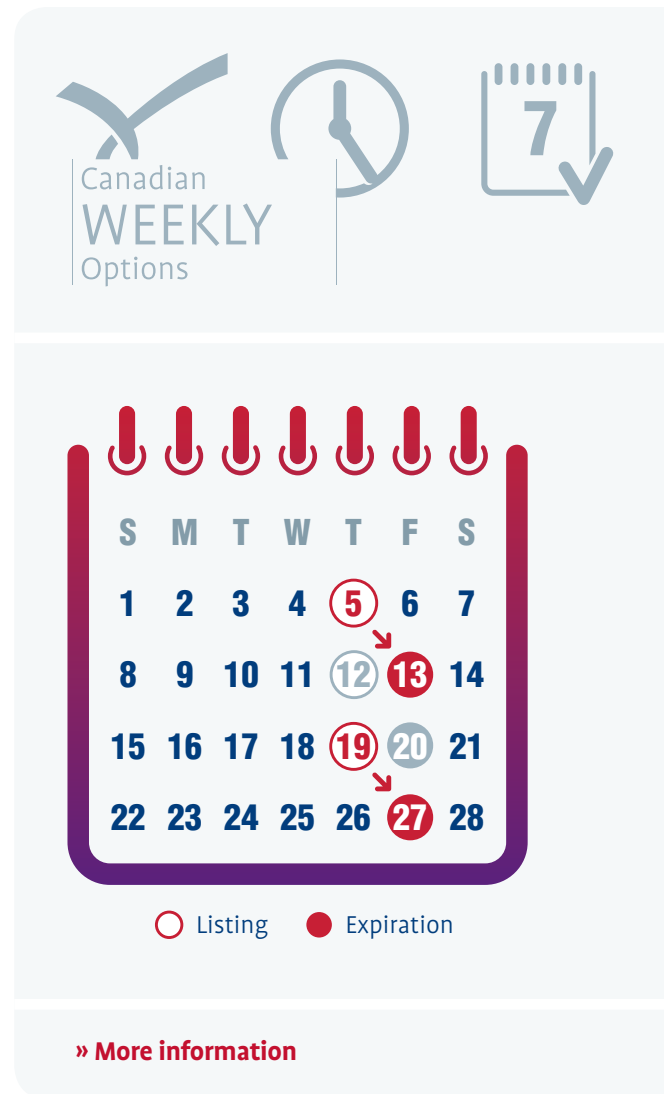 Canadian
WEEKLY
Options
7
S M T W T F S
1 2 3 4 5 6 7
8 9 10 11 12 13 14
15 16 17 18 19 20 21
22 23 24 25 26 27 28
Listing Expiration
» More information